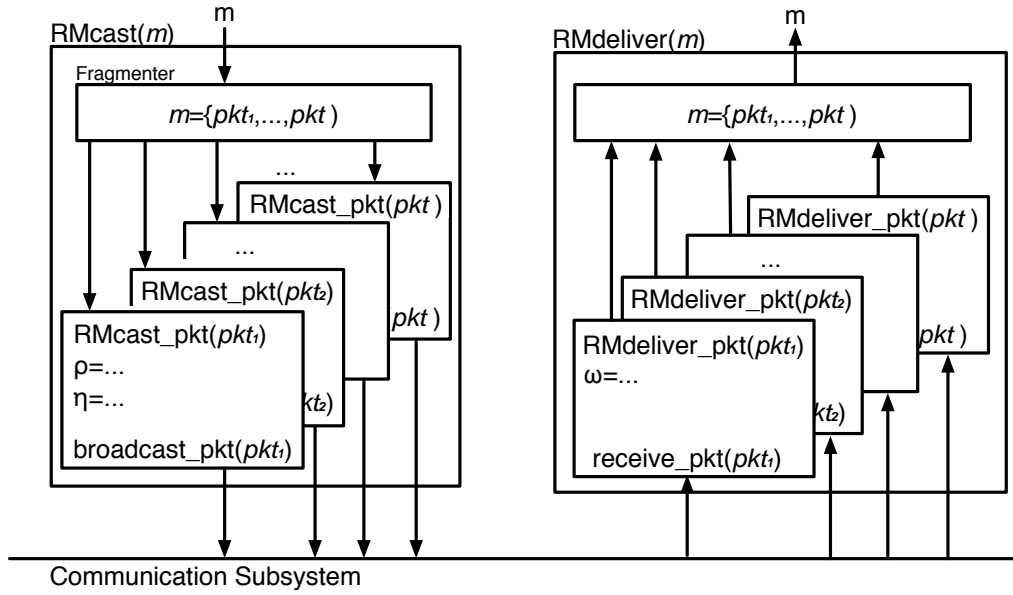 m
RMcast(m)
Fragmenter
m={pkt₁,...,pkt )
...
RMcast_pkt(pkt )
...
RMcast_pkt(pkt₂)
pkt )
RMcast_pkt(pkt₁)
ρ=...
η=...
kt₂)
broadcast_pkt(pkt₁)
m
RMdeliver(m)
m={pkt₁,...,pkt )
RMdeliver_pkt(pkt )
...
RMdeliver_pkt(pkt₂)
pkt )
RMdeliver_pkt(pkt₁)
ω=...
kt₂)
receive_pkt(pkt₁)
Communication Subsystem